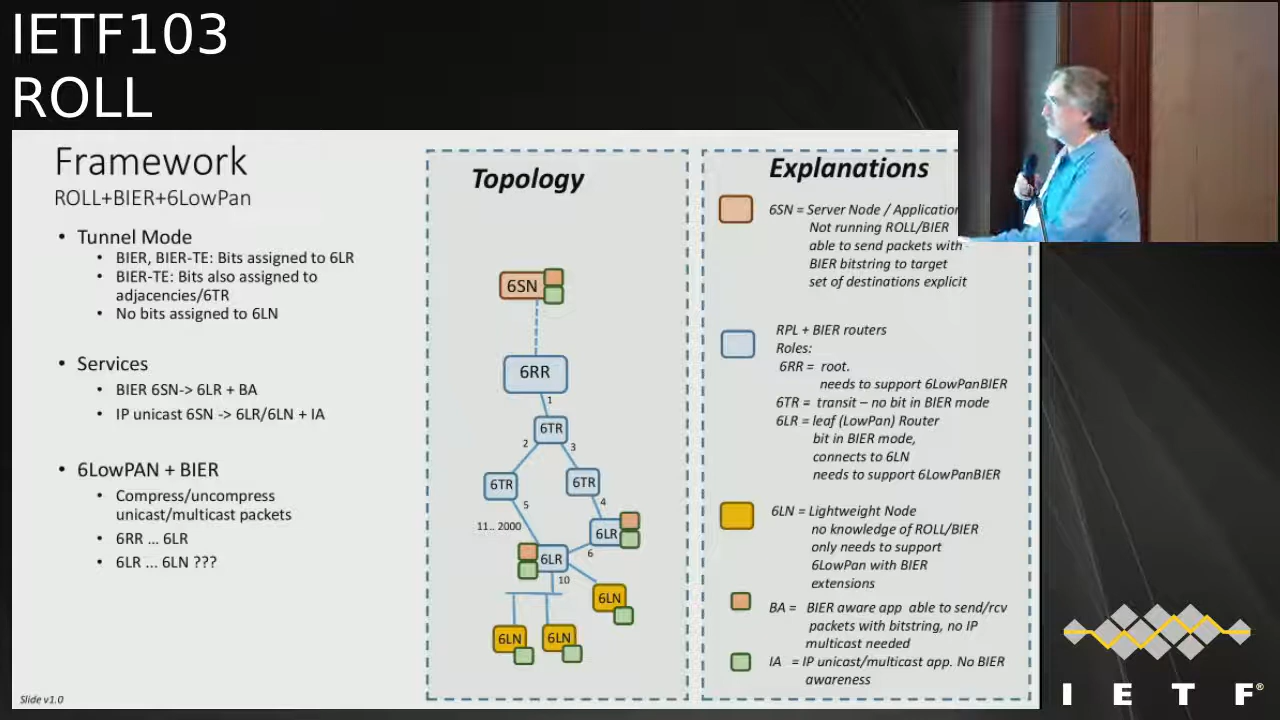 IETF103
ROLL
Framework
ROLL+BIER+6LowPan
• Tunnel Mode
• BIER, BIER-TE: Bits assigned to 6LR
• BIER-TE: Bits also assigned to
adjacencies/6TR
• No bits assigned to 6LN
• Services
• BIER 6SN-> 6LR + BA
• IP unicast 6SN -> 6LR/6LN + IA
• 6LowPAN + BIER
• Compress/uncompress
unicast/multicast packets
• 6RR ... 6LR
• 6LR ... 6LN ???
Slide v1.0
Topology
6SN
6RR
1
6TR
2
3
6TR
6TR
5
4
11.. 2000
6LR
6LR
6
10
6LN
6LN
6LN
Explanations
6SN = Server Node / Application
Not running ROLL/BIER
able to send packets with
BIER bitstring to target
set of destinations explicit
RPL + BIER routers
Roles:
6RR = root.
needs to support 6LowPanBIER
6TR = transit – no bit in BIER mode
6LR = leaf (LowPan) Router
bit in BIER mode,
connects to 6LN
needs to support 6LowPanBIER
6LN = Lightweight Node
no knowledge of ROLL/BIER
only needs to support
6LowPan with BIER
extensions
BA = BIER aware app able to send/rcv
packets with bitstring, no IP
multicast needed
IA = IP unicast/multicast app. No BIER
awareness
I E T F®